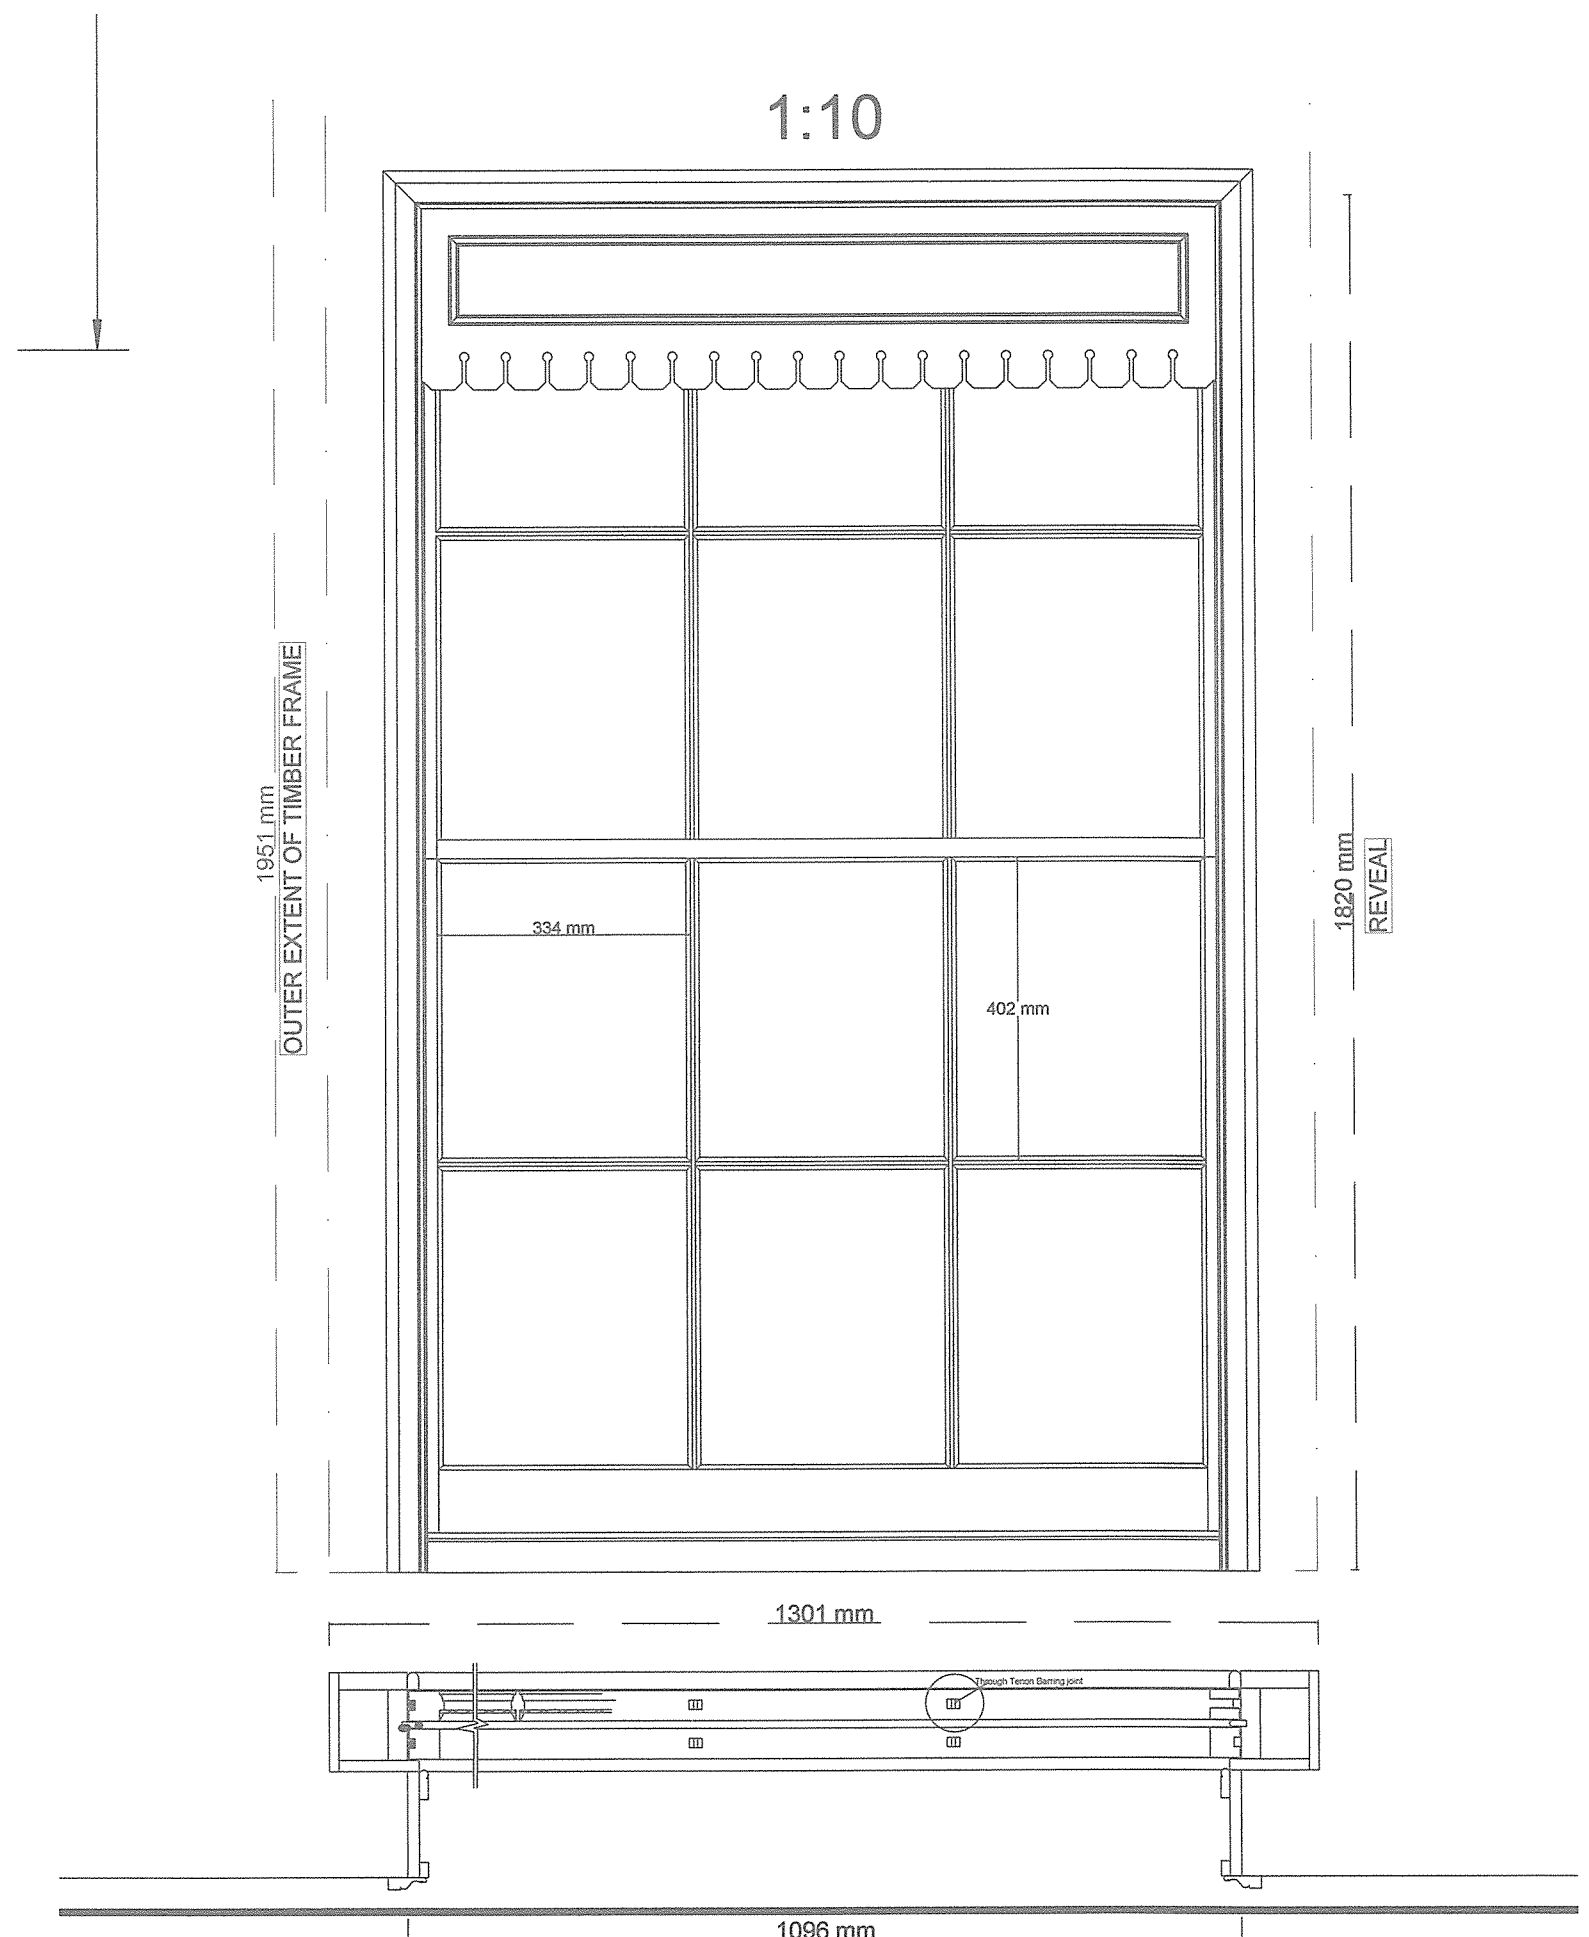 1:10
1951 mm
OUTER EXTENT OF TIMBER FRAME
334 mm
402 mm
1820 mm
REVEAL
1301 mm
Through Tenon Barring joint
1096 mm